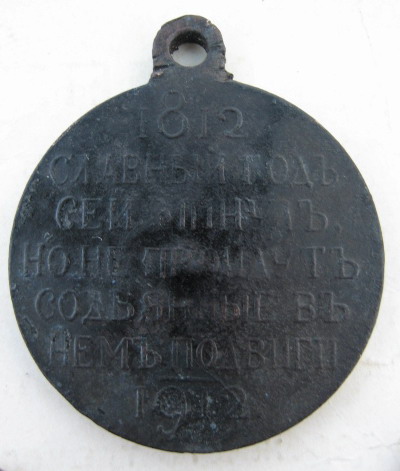 1812
СЛАВНЫЙ ГОДЪ
СЕЙ МИНУЛЪ,
НО НЕ ПРОЙДУТЪ
СОДѢЯННЫЕ ВЪ
НЕМЪ ПОДВИГИ
1912